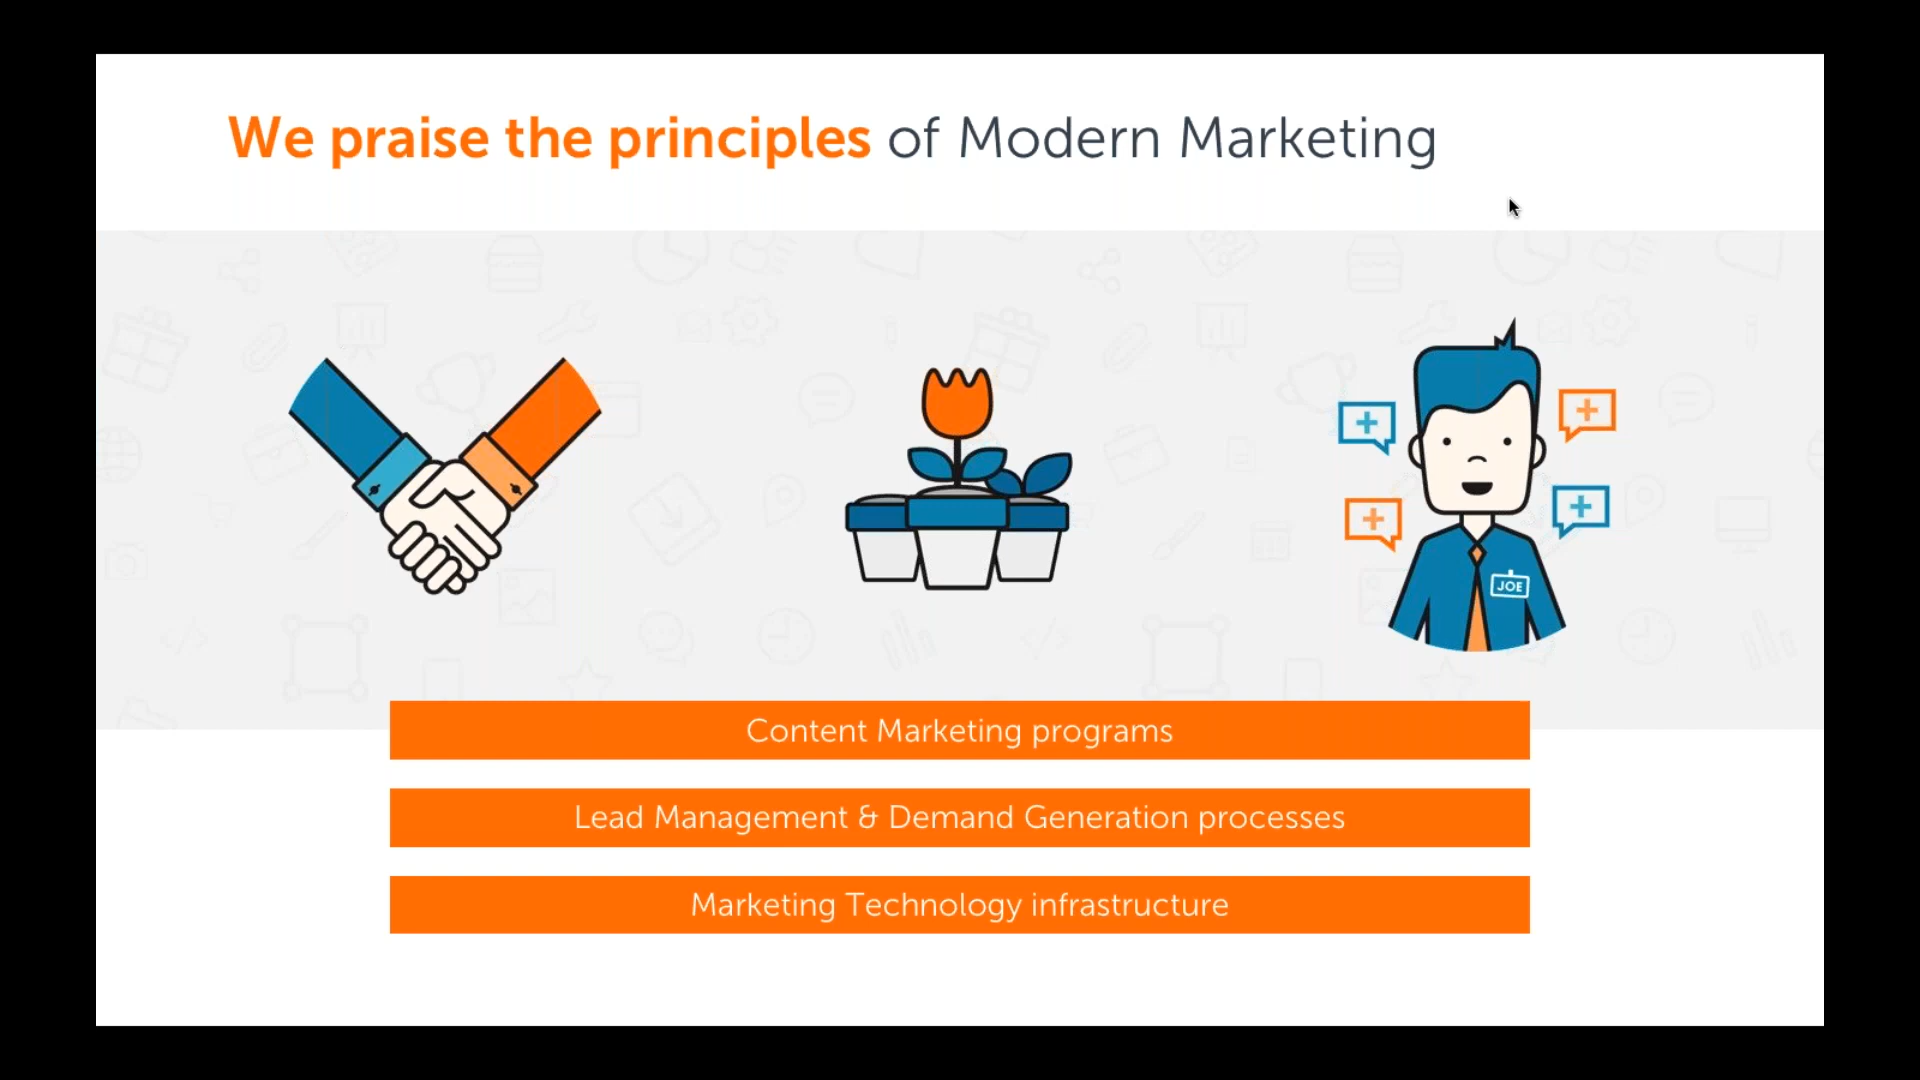 We praise the principles of Modern Marketing
JOE
Content Marketing programs
Lead Management & Demand Generation processes
Marketing Technology infrastructure